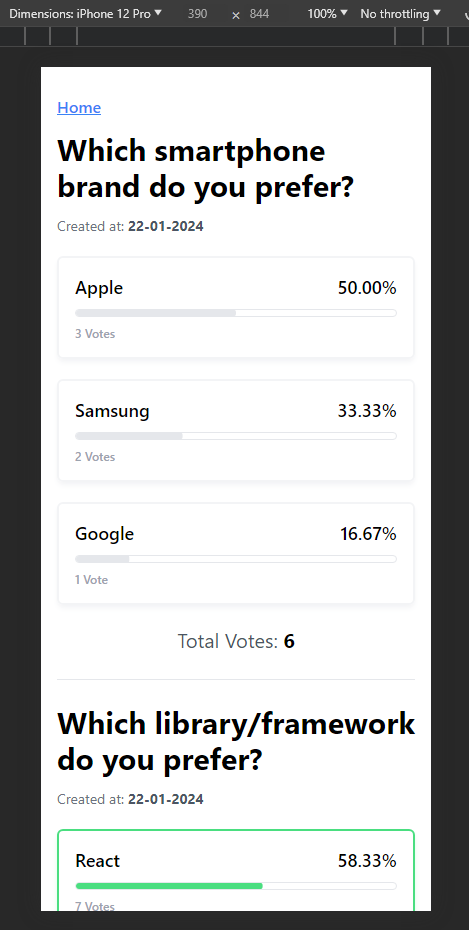 Dimensions: iPhone 12 Pro 390 × 844 100% No throttling
Home
Which smartphone
brand do you prefer?
Created at: 22-01-2024
Apple 50.00%
3 Votes
Samsung 33.33%
2 Votes
Google 16.67%
1 Vote
Total Votes: 6
Which library/framework
do you prefer?
Created at: 22-01-2024
React 58.33%
7 Votes